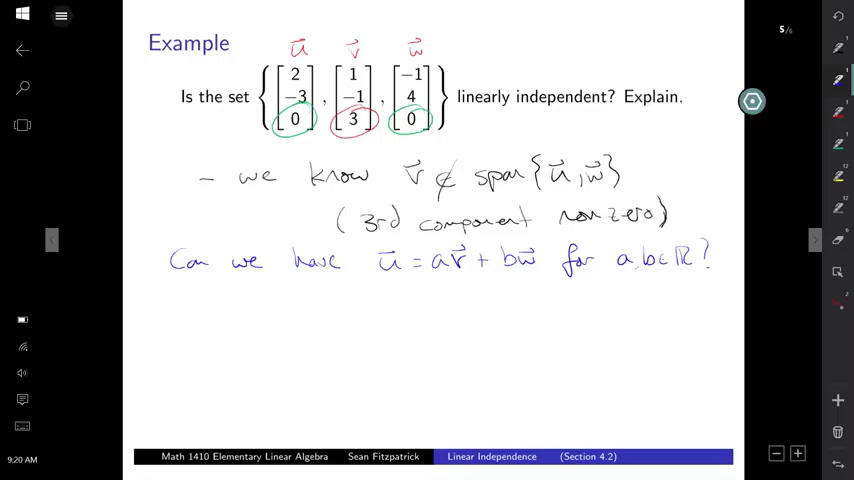 5/6
Example
u⃗ v⃗ w⃗
Is the set { [2 -3 0], [1 -1 3], [-1 4 0] } linearly independent? Explain.
- we know v⃗ ∉ span{u⃗, w⃗}
(3rd component nonzero)
Can we have u⃗ = av⃗ + bw⃗ for a, b ∈ ℝ?
Math 1410 Elementary Linear Algebra Sean Fitzpatrick Linear Independence (Section 4.2)
9:20 AM